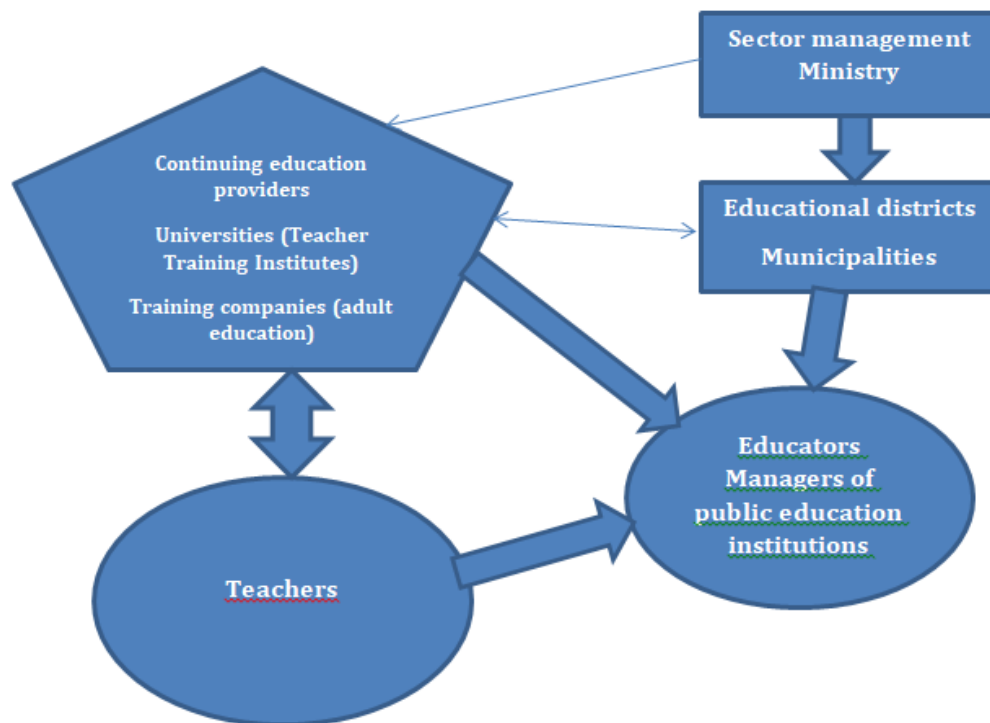 Sector management
Ministry
Continuing education
providers
Universities (Teacher
Training Institutes)
Training companies (adult
education)
Educational districts
Municipalities
Educators
Managers of
public education
institutions
Teachers